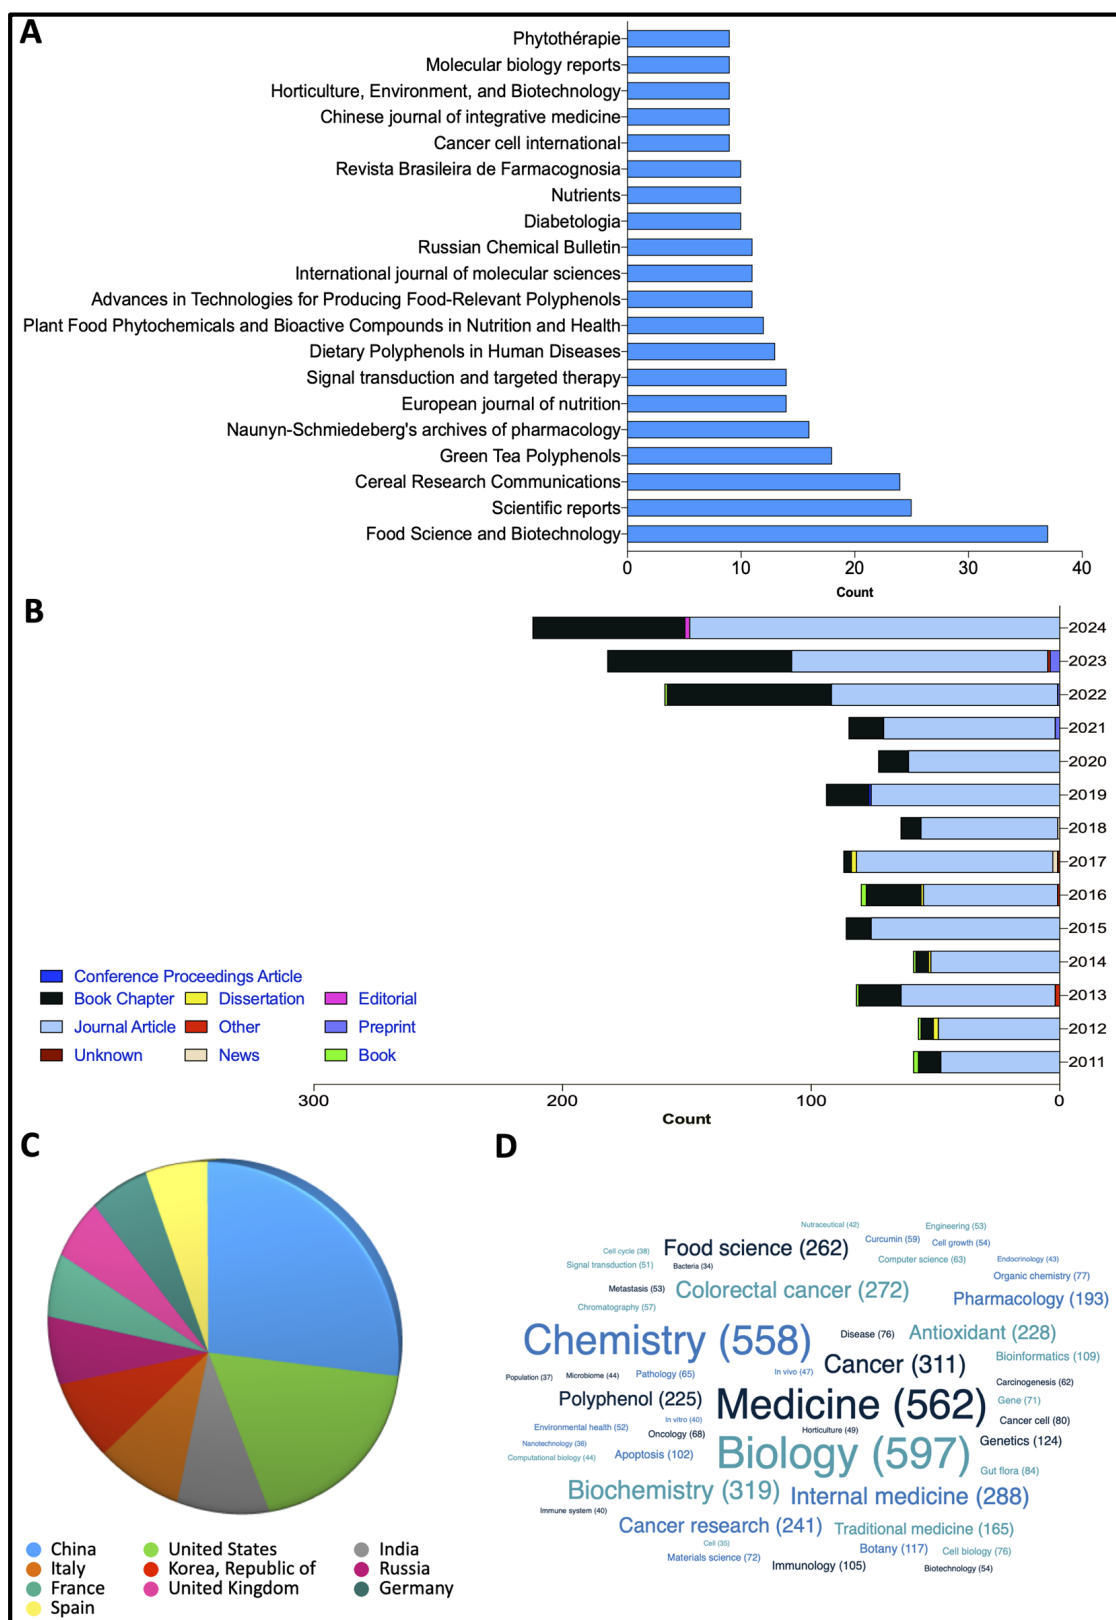 A
Phytothérapie
Molecular biology reports
Horticulture, Environment, and Biotechnology
Chinese journal of integrative medicine
Cancer cell international
Revista Brasileira de Farmacognosia
Nutrients
Diabetologia
Russian Chemical Bulletin
International journal of molecular sciences
Advances in Technologies for Producing Food-Relevant Polyphenols
Plant Food Phytochemicals and Bioactive Compounds in Nutrition and Health
Dietary Polyphenols in Human Diseases
Signal transduction and targeted therapy
European journal of nutrition
Naunyn-Schmiedeberg's archives of pharmacology
Green Tea Polyphenols
Cereal Research Communications
Scientific reports
Food Science and Biotechnology
0 10 20 30 40
Count
B
2024
2023
2022
2021
2020
2019
2018
2017
2016
2015
2014
2013
2012
2011
Conference Proceedings Article
Book Chapter Dissertation Editorial
Journal Article Other Preprint
Unknown News Book
300 200 100 0
Count
C
China United States India
Italy Korea, Republic of Russia
France United Kingdom Germany
Spain
D
Nutraceutical (42) Engineering (53)
Curcumin (59) Cell growth (54)
Cell cycle (38) Food science (262)
Signal transduction (51) Bacteria (34) Computer science (63) Endocrinology (43)
Organic chemistry (77)
Metastasis (53) Colorectal cancer (272) Pharmacology (193)
Chromatography (57)
Chemistry (558) Disease (76) Antioxidant (228)
Cancer (311) Bioinformatics (109)
Population (37) Microbiome (44) Pathology (65) In vivo (47) Carcinogenesis (62)
Polyphenol (225) Medicine (562) Gene (71)
In vitro (40) Cancer cell (80)
Environmental health (52) Oncology (68) Horticulture (49) Genetics (124)
Nanotechnology (36) Apoptosis (102) Biology (597)
Computational biology (44) Gut flora (84)
Biochemistry (319) Internal medicine (288)
Immune system (40)
Cancer research (241) Traditional medicine (165)
Cell (35) Botany (117) Cell biology (76)
Materials science (72) Immunology (105) Biotechnology (54)